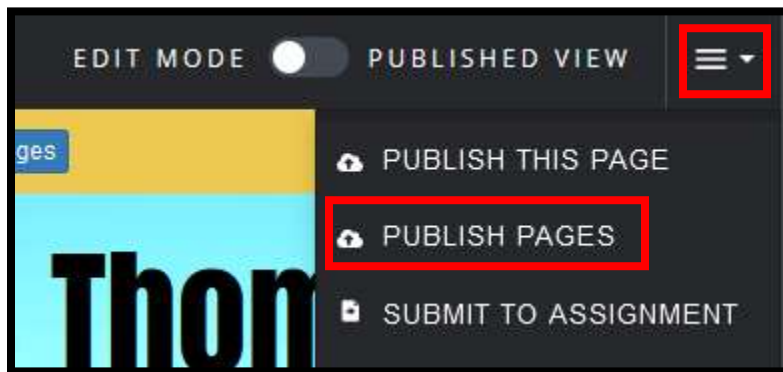 EDIT MODE PUBLISHED VIEW
ges
PUBLISH THIS PAGE
PUBLISH PAGES
Thom
SUBMIT TO ASSIGNMENT